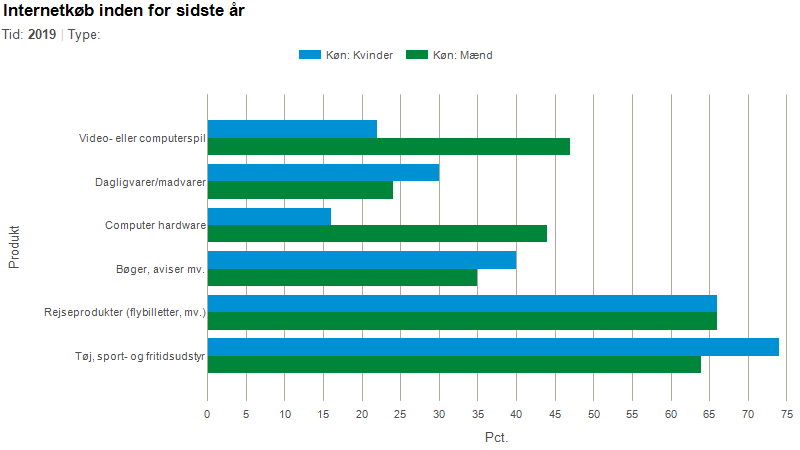 Internetkøb inden for sidste år
Tid: 2019 | Type:
Køn: Kvinder Køn: Mænd
Produkt
Video- eller computerspil
Dagligvarer/madvarer
Computer hardware
Bøger, aviser mv.
Rejseprodukter (flybilletter, mv.)
Tøj, sport- og fritidsudstyr
0 5 10 15 20 25 30 35 40 45 50 55 60 65 70 75
Pct.